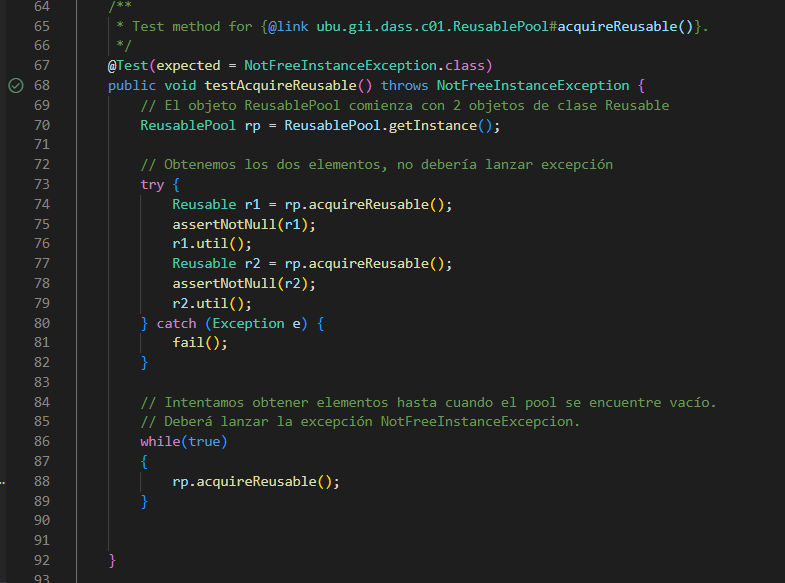 64 /**
65 * Test method for {@link ubu.gii.dass.c01.ReusablePool#acquireReusable()}.
66 */
67 @Test(expected = NotFreeInstanceException.class)
68 public void testAcquireReusable() throws NotFreeInstanceException {
69 // El objeto ReusablePool comienza con 2 objetos de clase Reusable
70 ReusablePool rp = ReusablePool.getInstance();
71
72 // Obtenemos los dos elementos, no debería lanzar excepción
73 try {
74 Reusable r1 = rp.acquireReusable();
75 assertNotNull(r1);
76 r1.util();
77 Reusable r2 = rp.acquireReusable();
78 assertNotNull(r2);
79 r2.util();
80 } catch (Exception e) {
81 fail();
82 }
83
84 // Intentamos obtener elementos hasta cuando el pool se encuentre vacío.
85 // Deberá lanzar la excepción NotFreeInstanceExcepcion.
86 while(true)
87 {
88 rp.acquireReusable();
89 }
90
91
92 }
93